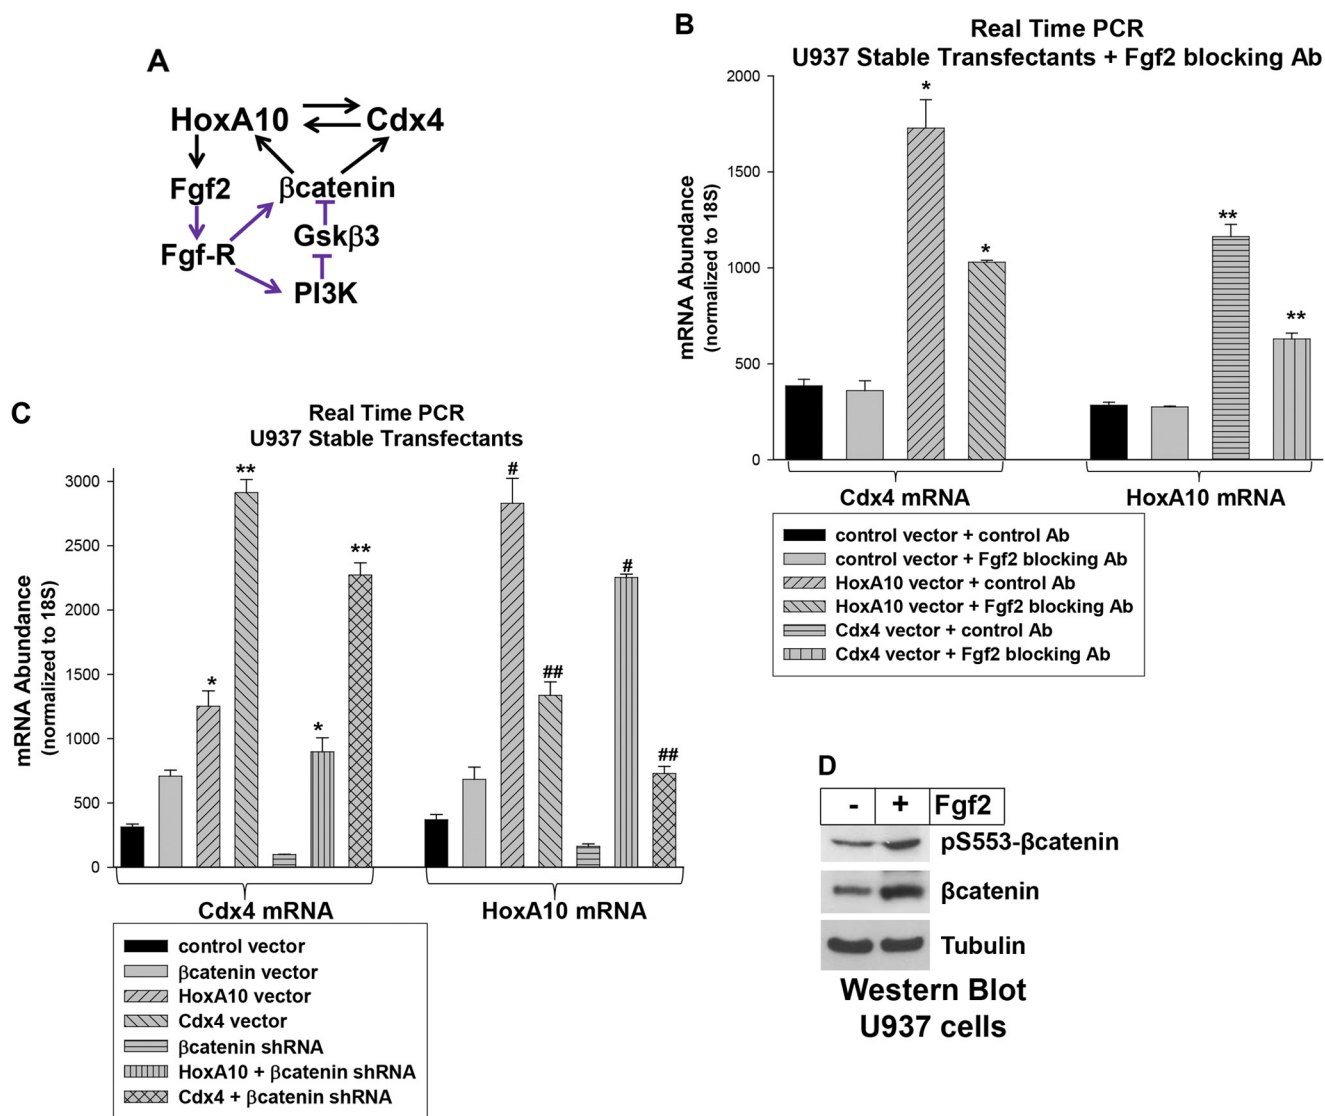 A
HoxA10 Cdx4
Fgf2 βcatenin
Gskβ3
Fgf-R
PI3K
B
Real Time PCR
U937 Stable Transfectants + Fgf2 blocking Ab
mRNA Abundance
(normalized to 18S)
2000
1500
1000
500
0
*
*
**
**
Cdx4 mRNA HoxA10 mRNA
control vector + control Ab
control vector + Fgf2 blocking Ab
HoxA10 vector + control Ab
HoxA10 vector + Fgf2 blocking Ab
Cdx4 vector + control Ab
Cdx4 vector + Fgf2 blocking Ab
C
Real Time PCR
U937 Stable Transfectants
mRNA Abundance
(normalized to 18S)
3000
2500
2000
1500
1000
500
0
*
**
*
**
#
##
#
##
Cdx4 mRNA HoxA10 mRNA
control vector
βcatenin vector
HoxA10 vector
Cdx4 vector
βcatenin shRNA
HoxA10 + βcatenin shRNA
Cdx4 + βcatenin shRNA
D
- + Fgf2
pS553-βcatenin
βcatenin
Tubulin
Western Blot
U937 cells